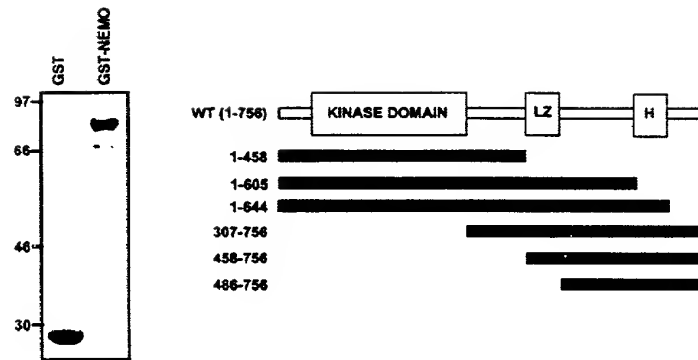 GST
GST-NEMO
97
66
46
30
WT (1-756)
KINASE DOMAIN
LZ
H
1-458
1-605
1-644
307-756
458-756
486-756